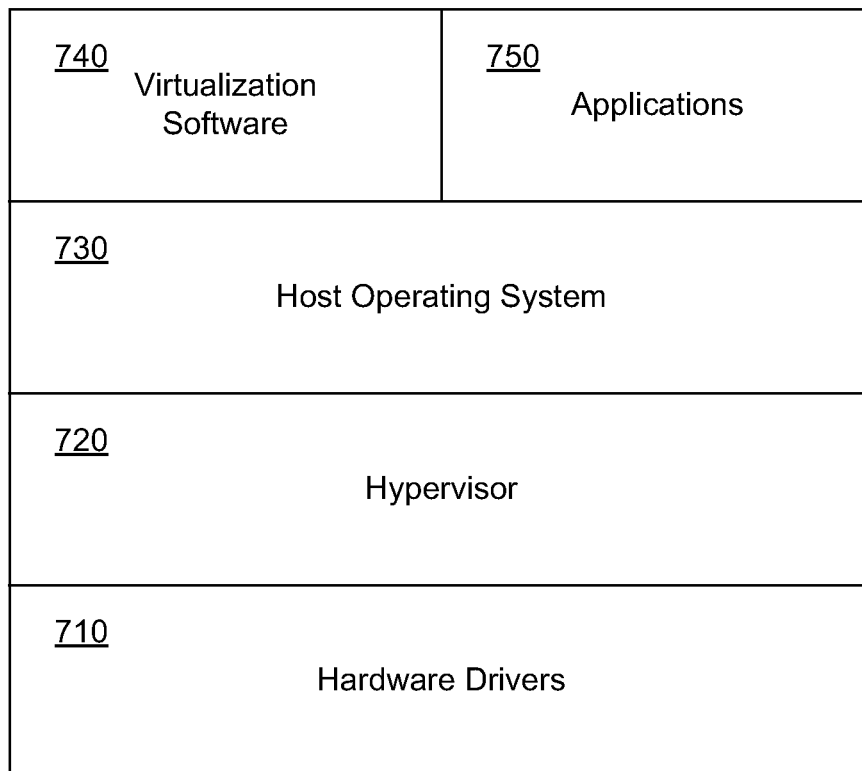 740
Virtualization
Software
750
Applications
730
Host Operating System
720
Hypervisor
710
Hardware Drivers